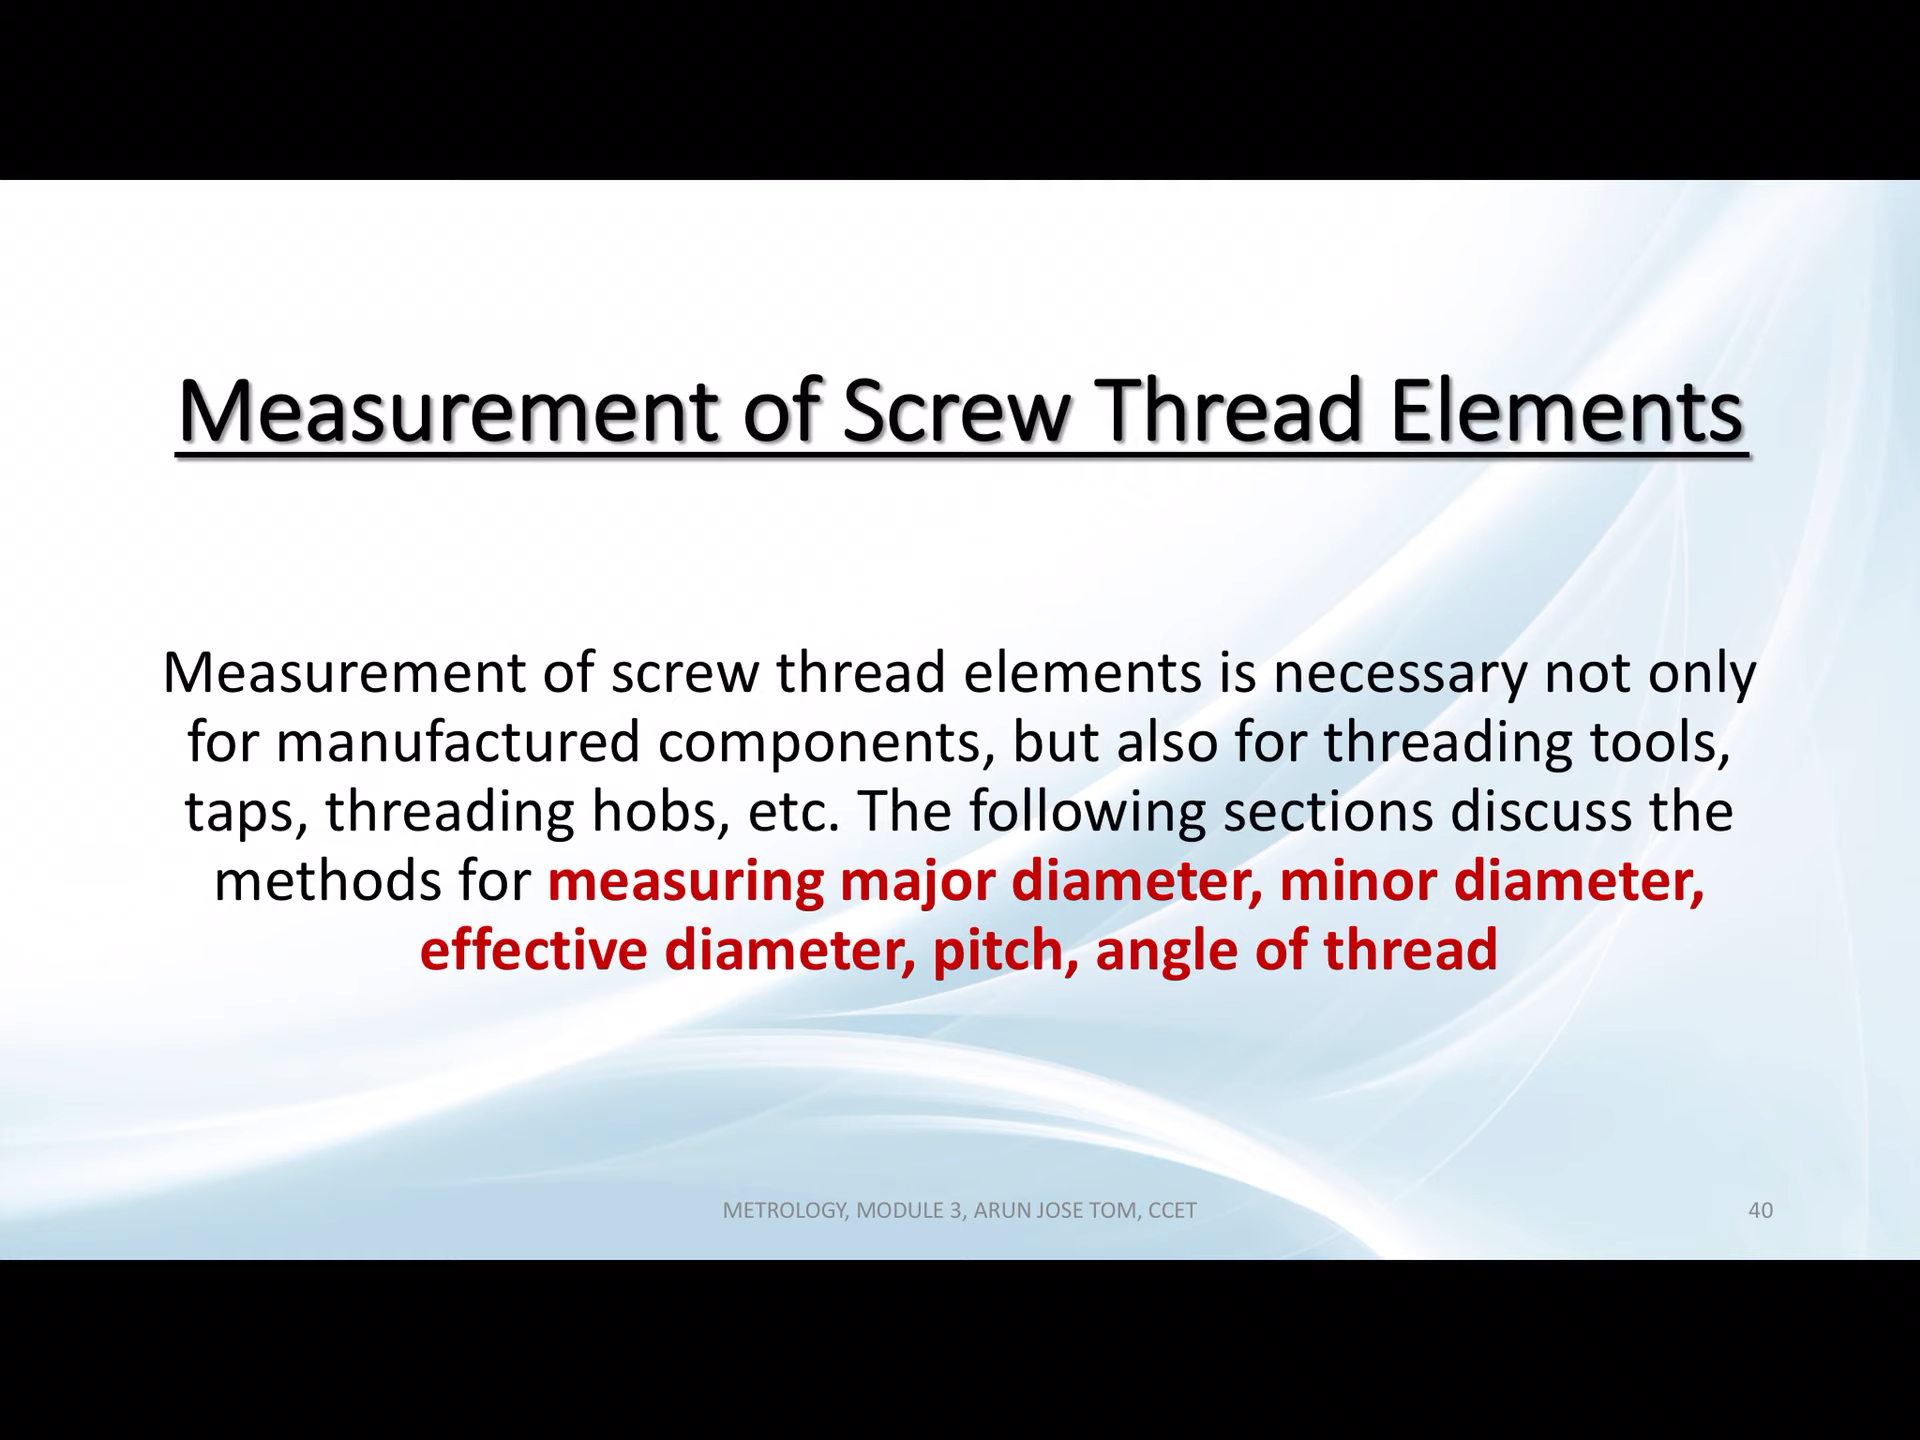 Measurement of Screw Thread Elements
Measurement of screw thread elements is necessary not only
for manufactured components, but also for threading tools,
taps, threading hobs, etc. The following sections discuss the
methods for measuring major diameter, minor diameter,
effective diameter, pitch, angle of thread
METROLOGY, MODULE 3, ARUN JOSE TOM, CCET
40